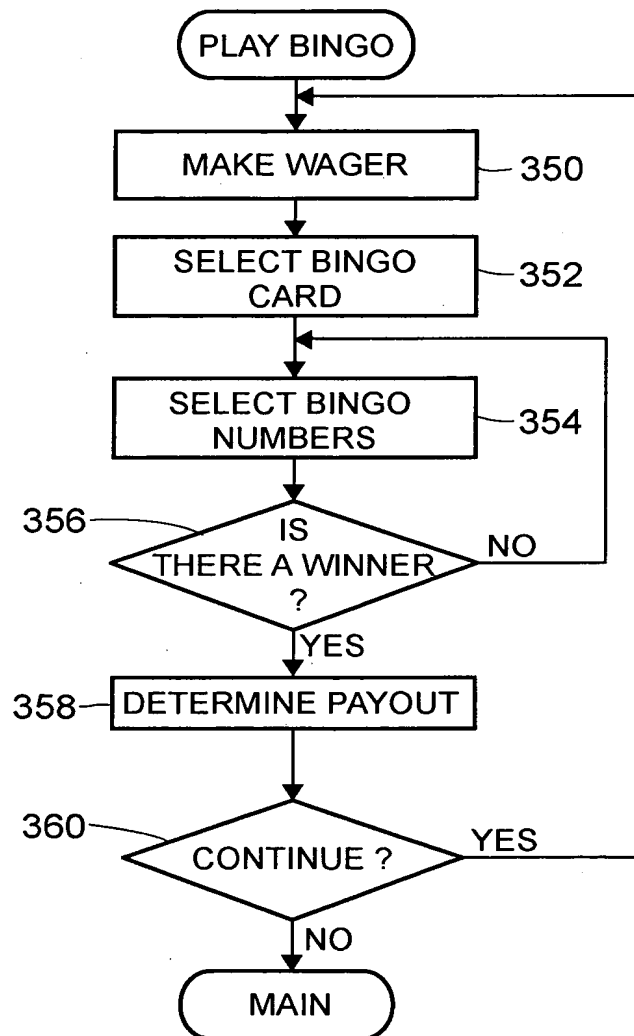 PLAY BINGO
MAKE WAGER
350
SELECT BINGO
CARD
352
SELECT BINGO
NUMBERS
354
356
IS
THERE A WINNER
?
NO
YES
358
DETERMINE PAYOUT
360
CONTINUE ?
YES
NO
MAIN